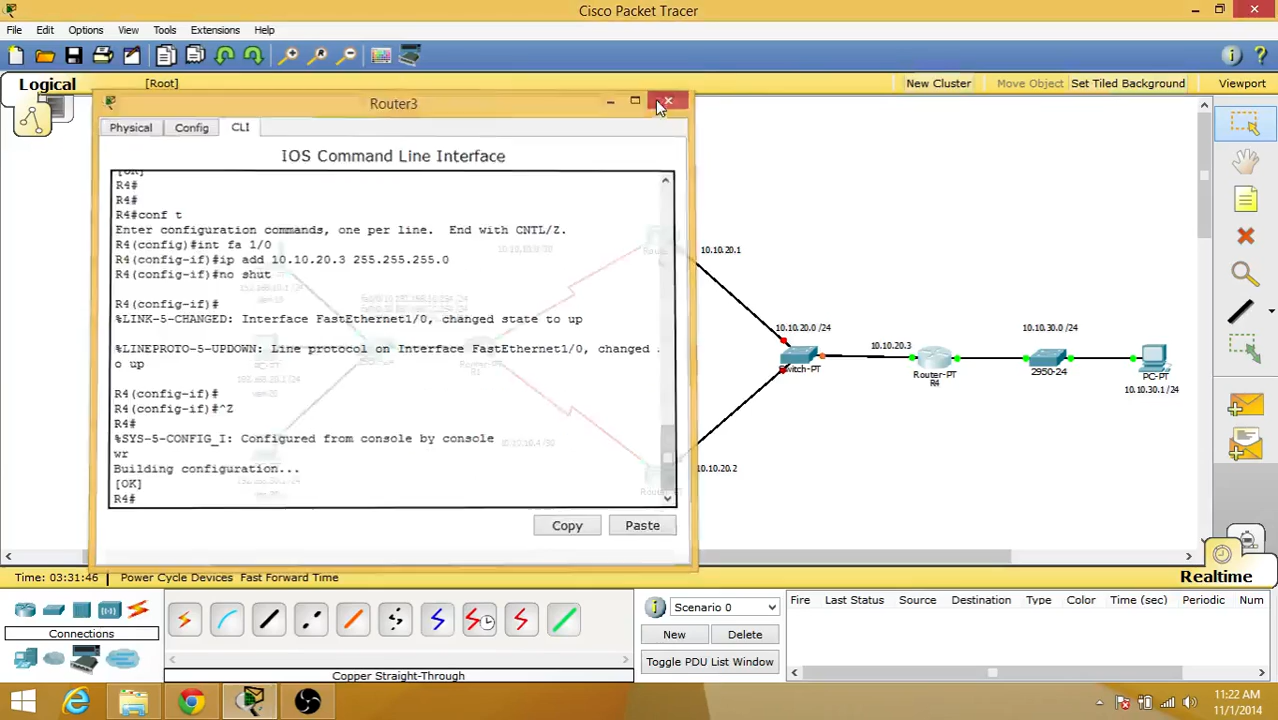 Cisco Packet Tracer
File Edit Options View Tools Extensions Help
Logical
[Root]
New Cluster
Move Object
Set Tiled Background
Viewport
Router3
Physical Config CLI
IOS Command Line Interface
[OK]
R4#
R4#
R4#conf t
Enter configuration commands, one per line. End with CNTL/Z.
R4(config)#int fa 1/0
R4(config-if)#ip add 10.10.20.3 255.255.255.0
R4(config-if)#no shut
R4(config-if)#
%LINK-5-CHANGED: Interface FastEthernet1/0, changed state to up
%LINEPROTO-5-UPDOWN: Line protocol on Interface FastEthernet1/0, changed
o up
R4(config-if)#
R4(config-if)#^Z
R4#
%SYS-5-CONFIG_I: Configured from console by console
wr
Building configuration...
[OK]
R4#
Copy Paste
10.10.20.1
10.10.20.0 /24
10.10.30.0 /24
10.10.20.3
Switch-PT
Router-PT
R4
2950-24
PC-PT
10.10.30.1 /24
10.10.20.2
Time: 03:31:46 Power Cycle Devices Fast Forward Time
Realtime
Connections
Copper Straight-Through
Scenario 0
New Delete
Toggle PDU List Window
Fire Last Status Source Destination Type Color Time (sec) Periodic Num
11:22 AM
11/1/2014